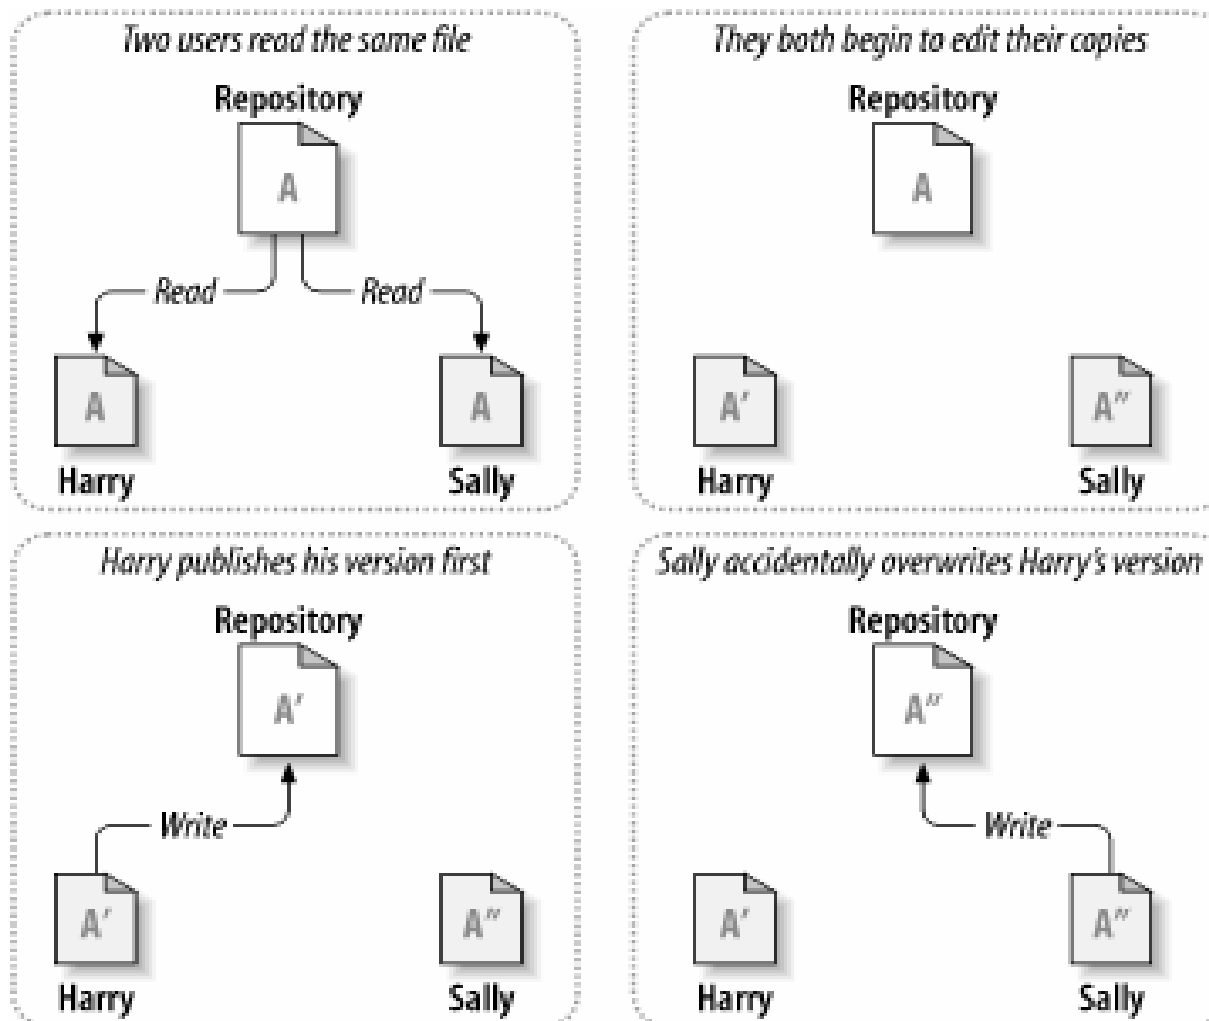 Two users read the same file
Repository
A
Read
Read
A
A
Harry
Sally
They both begin to edit their copies
Repository
A
A′
A″
Harry
Sally
Harry publishes his version first
Repository
A′
Write
A′
A″
Harry
Sally
Sally accidentally overwrites Harry's version
Repository
A″
Write
A′
A″
Harry
Sally